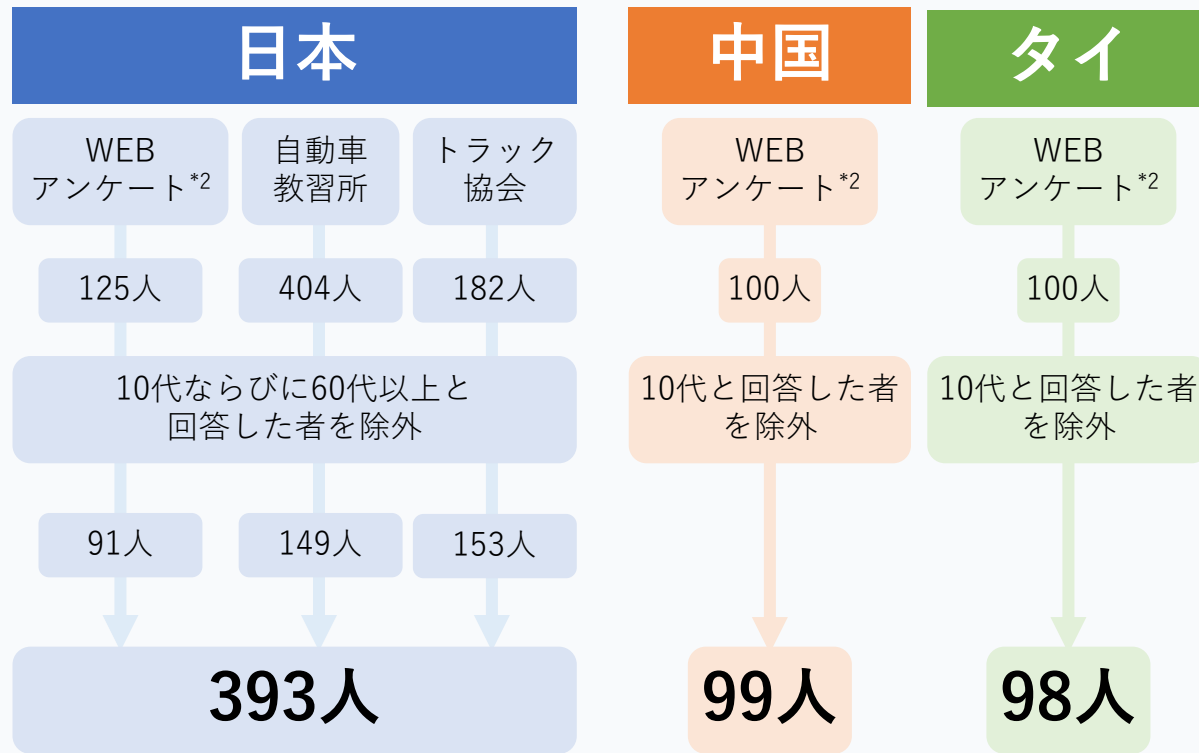 日本
WEB
アンケート*2
自動車
教習所
トラック
協会
125人
404人
182人
10代ならびに60代以上と
回答した者を除外
91人
149人
153人
393人
中国
WEB
アンケート*2
100人
10代と回答した者
を除外
99人
タイ
WEB
アンケート*2
100人
10代と回答した者
を除外
98人